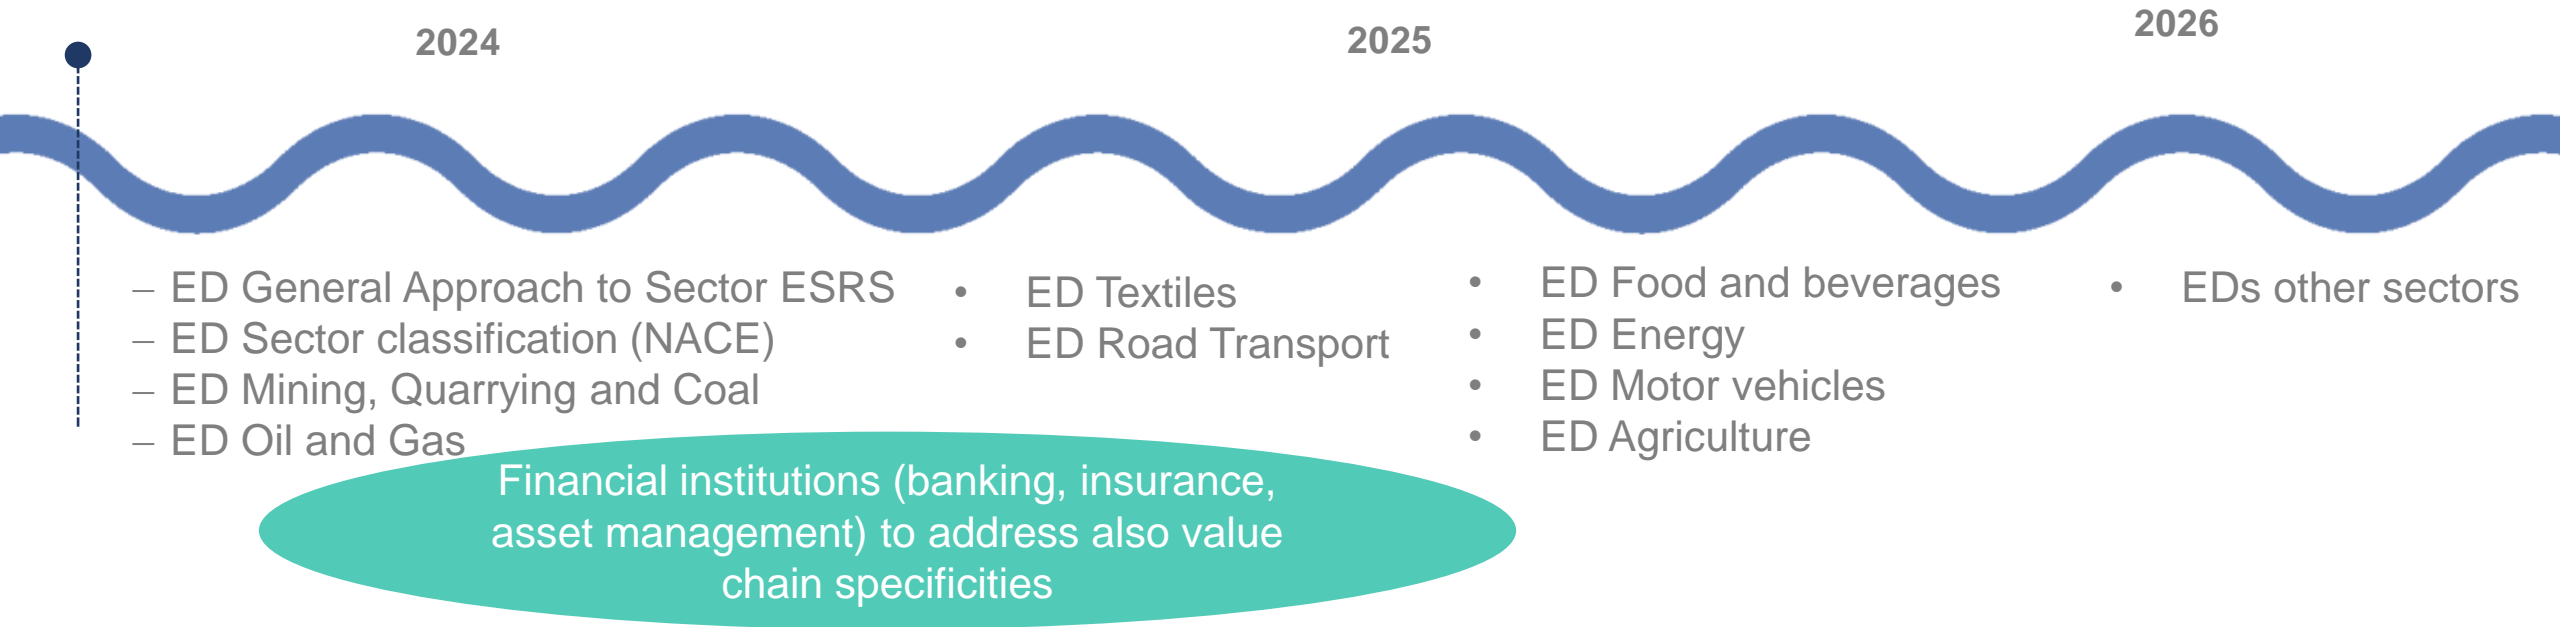 2024
2025
2026
– ED General Approach to Sector ESRS
– ED Sector classification (NACE)
– ED Mining, Quarrying and Coal
– ED Oil and Gas
• ED Textiles
• ED Road Transport
• ED Food and beverages
• ED Energy
• ED Motor vehicles
• ED Agriculture
• EDs other sectors
Financial institutions (banking, insurance,
asset management) to address also value
chain specificities